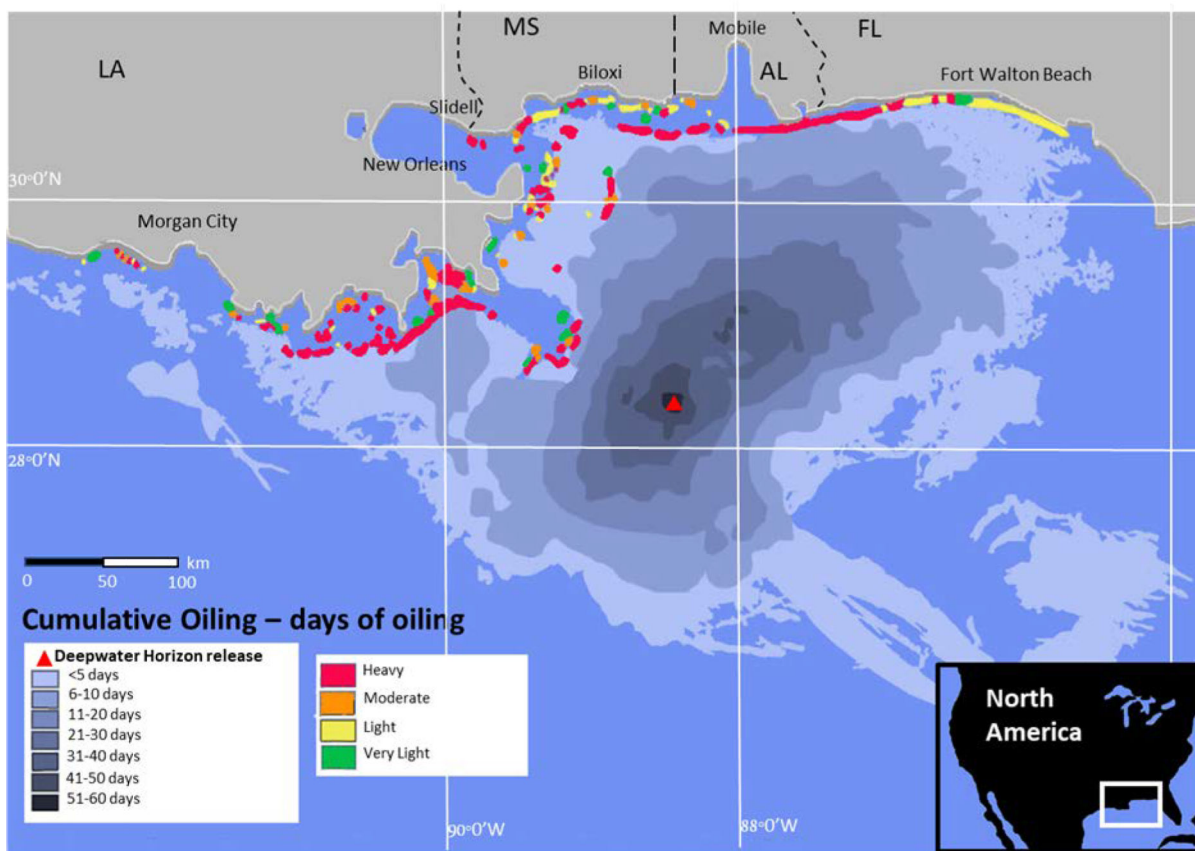 MS
Mobile
FL
LA
Biloxi
AL
Fort Walton Beach
Slidell
New Orleans
30°0'N
Morgan City
28°0'N
km
0 50 100
Cumulative Oiling – days of oiling
Deepwater Horizon release
<5 days
6-10 days
11-20 days
21-30 days
31-40 days
41-50 days
51-60 days
Heavy
Moderate
Light
Very Light
90°0'W
88°0'W
North
America